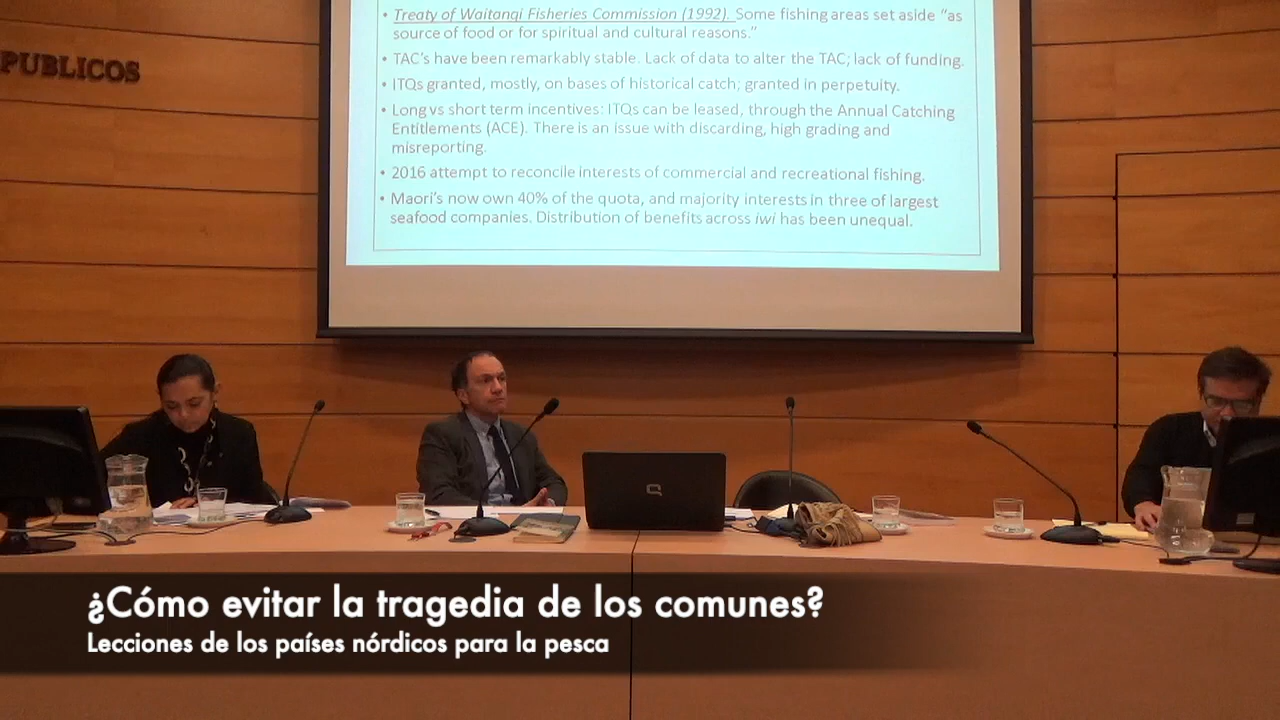 PUBLICOS
• Treaty of Waitangi Fisheries Commission (1992). Some fishing areas set aside “as
source of food or for spiritual and cultural reasons.”
• TAC’s have been remarkably stable. Lack of data to alter the TAC; lack of funding.
• ITQs granted, mostly, on bases of historical catch; granted in perpetuity.
• Long vs short term incentives: ITQs can be leased, through the Annual Catching
Entitlements (ACE). There is an issue with discarding, high grading and
misreporting.
• 2016 attempt to reconcile interests of commercial and recreational fishing.
• Maori’s now own 40% of the quota, and majority interests in three of largest
seafood companies. Distribution of benefits across iwi has been unequal.
¿Cómo evitar la tragedia de los comunes?
Lecciones de los países nórdicos para la pesca